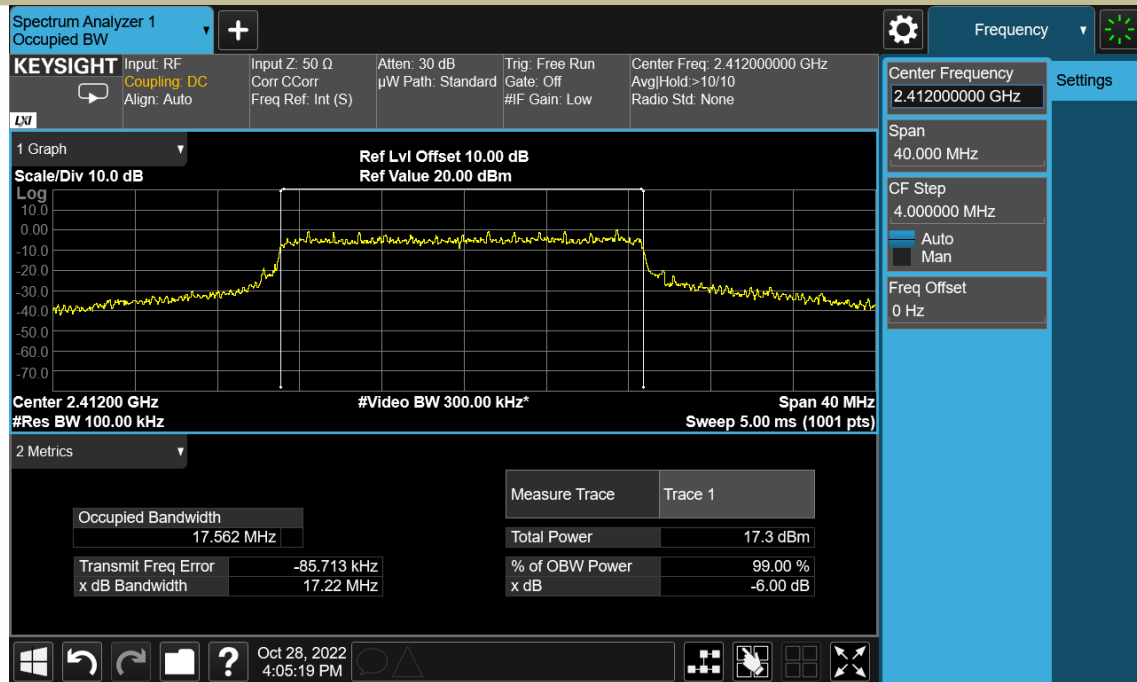 Spectrum Analyzer 1
Occupied BW
+
Frequency
KEYSIGHT
LXI
Input: RF
Coupling: DC
Align: Auto
Input Z: 50 Ω
Corr CCorr
Freq Ref: Int (S)
Atten: 30 dB
µW Path: Standard
Trig: Free Run
Gate: Off
#IF Gain: Low
Center Freq: 2.412000000 GHz
Avg|Hold:>10/10
Radio Std: None
Center Frequency
2.412000000 GHz
Settings
Span
40.000 MHz
CF Step
4.000000 MHz
Auto
Man
Freq Offset
0 Hz
1 Graph
Scale/Div 10.0 dB
Ref Lvl Offset 10.00 dB
Ref Value 20.00 dBm
Log
10.0
0.00
-10.0
-20.0
-30.0
-40.0
-50.0
-60.0
-70.0
Center 2.41200 GHz
#Res BW 100.00 kHz
#Video BW 300.00 kHz*
Span 40 MHz
Sweep 5.00 ms (1001 pts)
2 Metrics
Measure Trace Trace 1
Occupied Bandwidth
17.562 MHz
Total Power 17.3 dBm
Transmit Freq Error -85.713 kHz
% of OBW Power 99.00 %
x dB Bandwidth 17.22 MHz
x dB -6.00 dB
?
Oct 28, 2022
4:05:19 PM